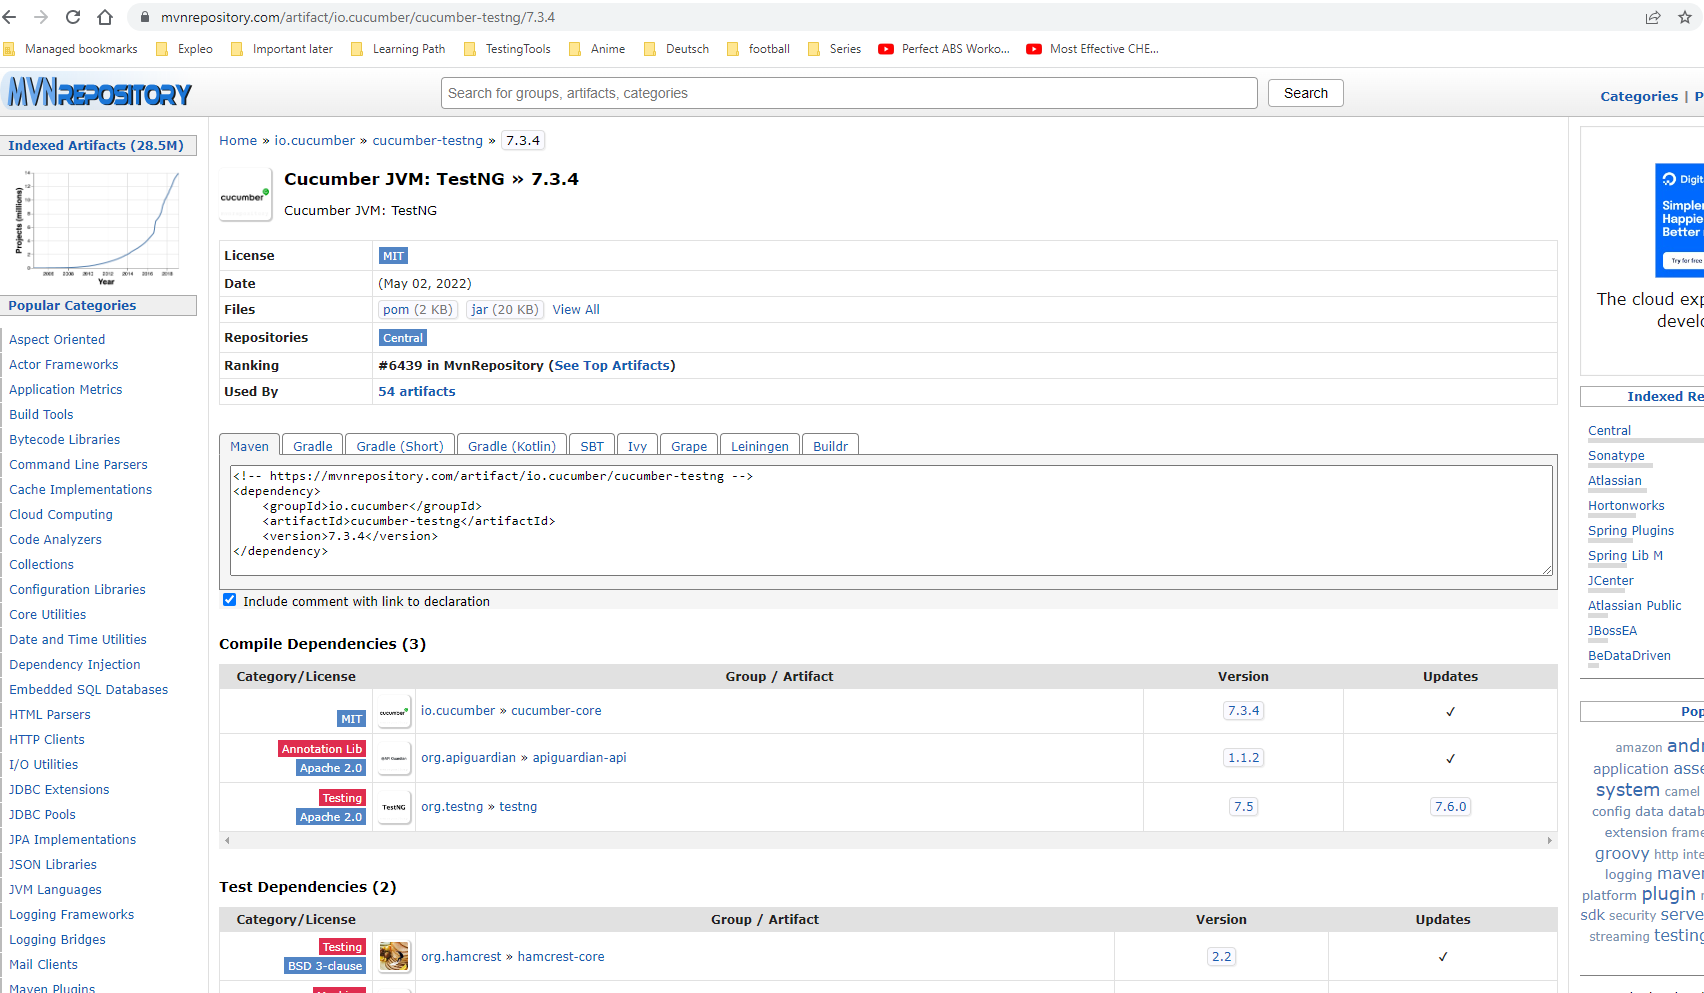 mvnrepository.com/artifact/io.cucumber/cucumber-testng/7.3.4
Managed bookmarks Expleo Important later Learning Path TestingTools Anime Deutsch football Series Perfect ABS Worko... Most Effective CHE...
MVNREPOSITORY
Search for groups, artifacts, categories
Search
Categories | P
Indexed Artifacts (28.5M)
Projects (millions)
Year
Popular Categories
Aspect Oriented
Actor Frameworks
Application Metrics
Build Tools
Bytecode Libraries
Command Line Parsers
Cache Implementations
Cloud Computing
Code Analyzers
Collections
Configuration Libraries
Core Utilities
Date and Time Utilities
Dependency Injection
Embedded SQL Databases
HTML Parsers
HTTP Clients
I/O Utilities
JDBC Extensions
JDBC Pools
JPA Implementations
JSON Libraries
JVM Languages
Logging Frameworks
Logging Bridges
Mail Clients
Maven Plugins
Home » io.cucumber » cucumber-testng » 7.3.4
cucumber
Cucumber JVM: TestNG » 7.3.4
Cucumber JVM: TestNG
License MIT
Date (May 02, 2022)
Files pom (2 KB) jar (20 KB) View All
Repositories Central
Ranking #6439 in MvnRepository (See Top Artifacts)
Used By 54 artifacts
Maven Gradle Gradle (Short) Gradle (Kotlin) SBT Ivy Grape Leiningen Buildr
<!-- https://mvnrepository.com/artifact/io.cucumber/cucumber-testng -->
<dependency>
<groupId>io.cucumber</groupId>
<artifactId>cucumber-testng</artifactId>
<version>7.3.4</version>
</dependency>
Include comment with link to declaration
Compile Dependencies (3)
Category/License Group / Artifact Version Updates
MIT cucumber io.cucumber » cucumber-core 7.3.4 ✓
Annotation Lib
Apache 2.0 org.apiguardian » apiguardian-api 1.1.2 ✓
Testing
Apache 2.0 TestNG org.testng » testng 7.5 7.6.0
Test Dependencies (2)
Category/License Group / Artifact Version Updates
Testing
BSD 3-clause org.hamcrest » hamcrest-core 2.2 ✓
Digit
Simpler
Happie
Better
Try for free
The cloud exp
develo
Indexed Re
Central
Sonatype
Atlassian
Hortonworks
Spring Plugins
Spring Lib M
JCenter
Atlassian Public
JBossEA
BeDataDriven
Pop
amazon andr
application asse
system camel
config data datab
extension frame
groovy http inte
logging maven
platform plugin
sdk security serve
streaming testing